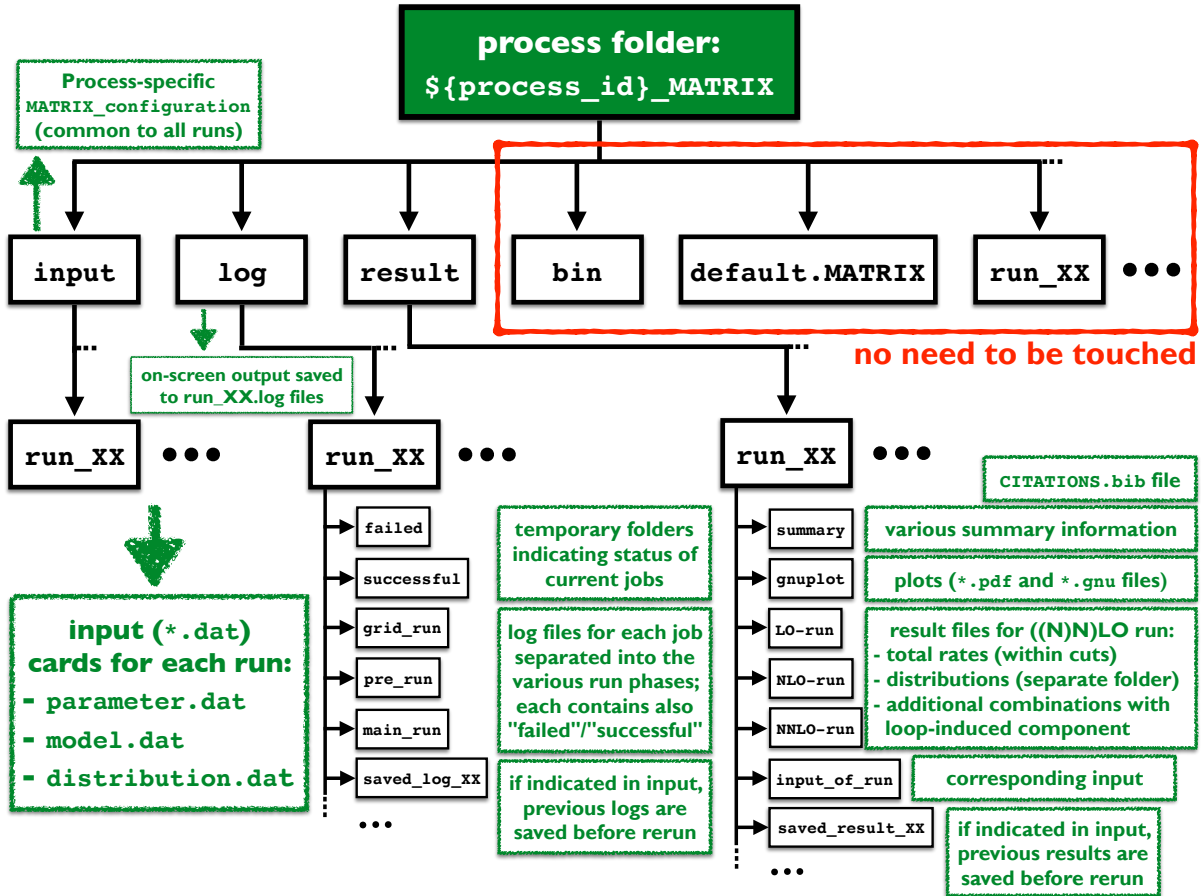 process folder:
${process_id}_MATRIX
Process-specific
MATRIX_configuration
(common to all runs)
input
log
result
bin
default.MATRIX
run_XX
no need to be touched
on-screen output saved
to run_XX.log files
run_XX
run_XX
run_XX
input (*.dat)
cards for each run:
- parameter.dat
- model.dat
- distribution.dat
failed
successful
grid_run
pre_run
main_run
saved_log_XX
temporary folders
indicating status of
current jobs
log files for each job
separated into the
various run phases;
each contains also
"failed"/"successful"
if indicated in input,
previous logs are
saved before rerun
summary
gnuplot
LO-run
NLO-run
NNLO-run
input_of_run
saved_result_XX
CITATIONS.bib file
various summary information
plots (*.pdf and *.gnu files)
result files for ((N)N)LO run:
- total rates (within cuts)
- distributions (separate folder)
- additional combinations with
loop-induced component
corresponding input
if indicated in input,
previous results are
saved before rerun